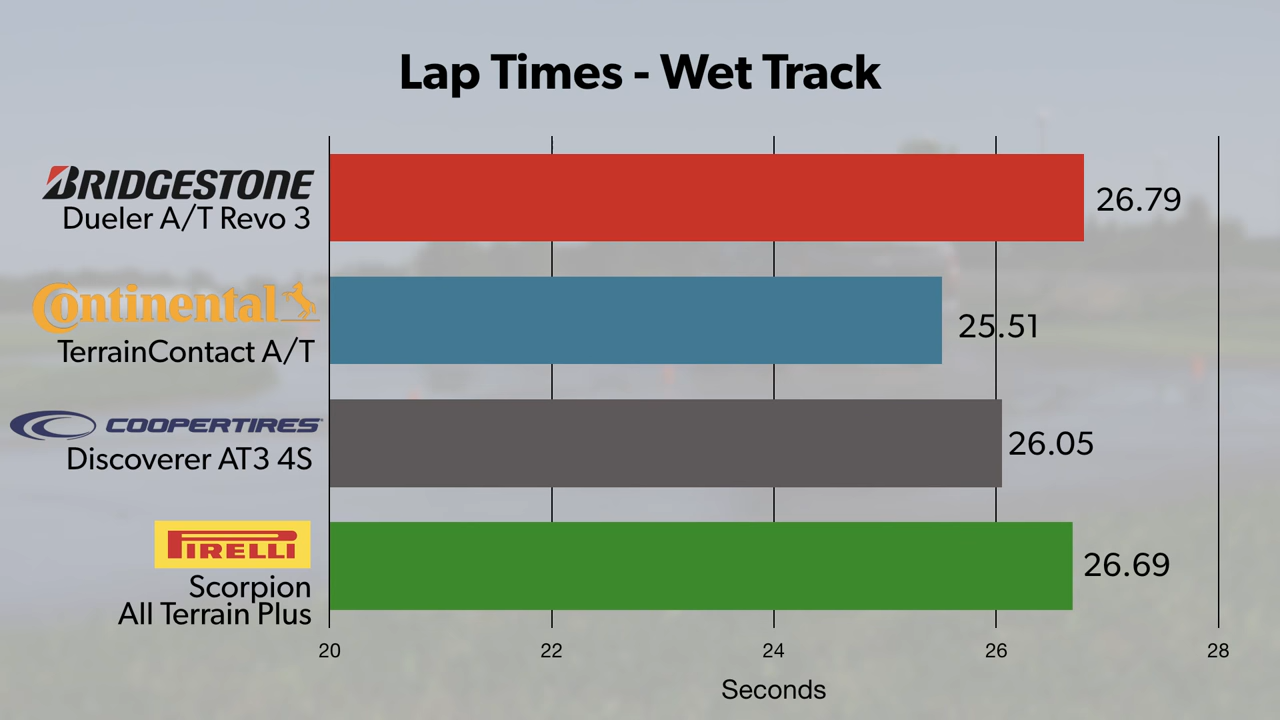 Lap Times - Wet Track
BRIDGESTONE
Dueler A/T Revo 3
26.79
Continental
TerrainContact A/T
25.51
COOPERTIRES
Discoverer AT3 4S
26.05
PIRELLI
Scorpion
All Terrain Plus
26.69
20 22 24 26 28
Seconds